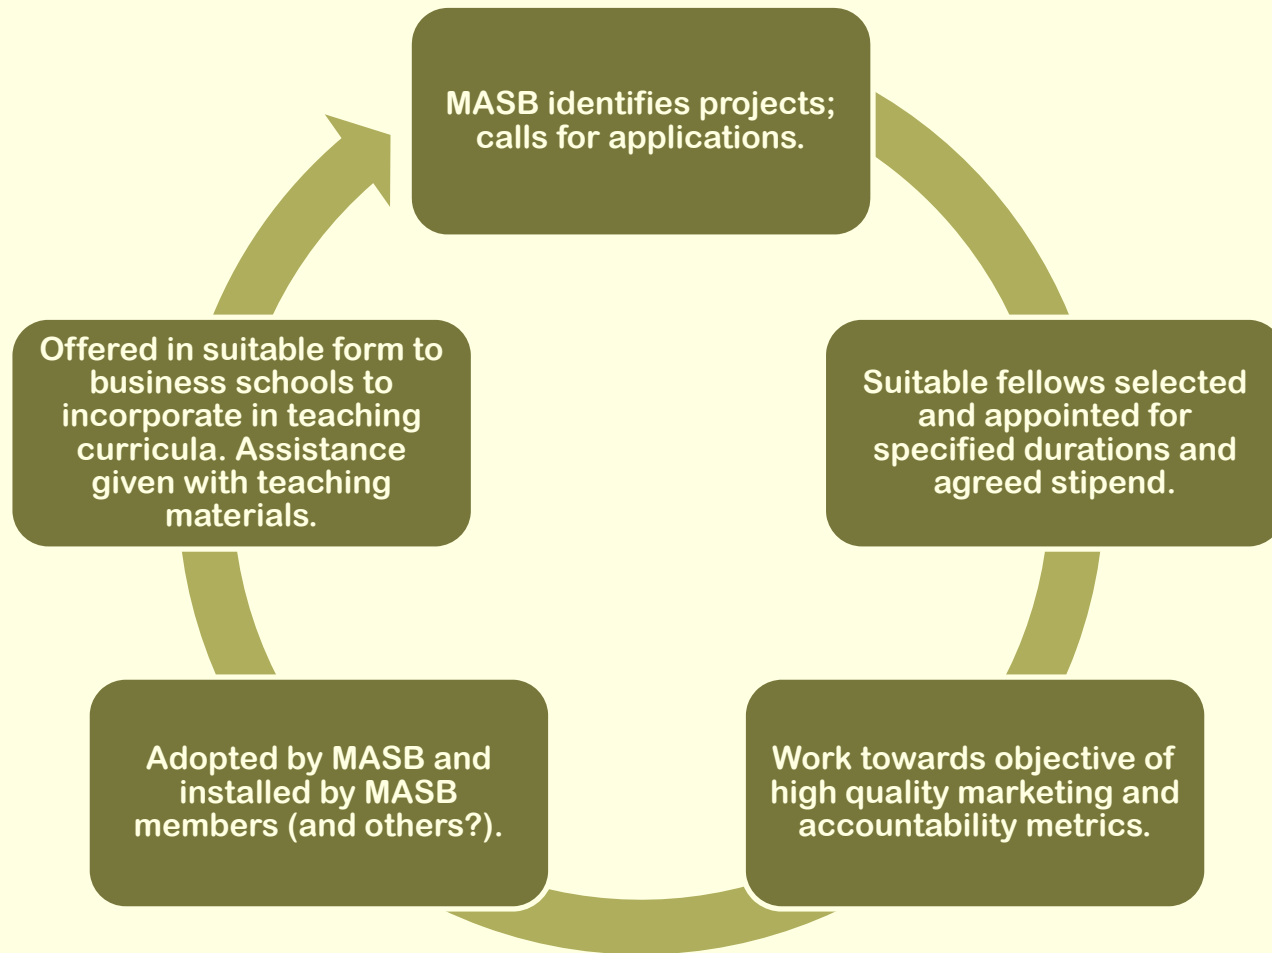 MASB identifies projects;
calls for applications.
Suitable fellows selected
and appointed for
specified durations and
agreed stipend.
Work towards objective of
high quality marketing and
accountability metrics.
Adopted by MASB and
installed by MASB
members (and others?).
Offered in suitable form to
business schools to
incorporate in teaching
curricula. Assistance
given with teaching
materials.